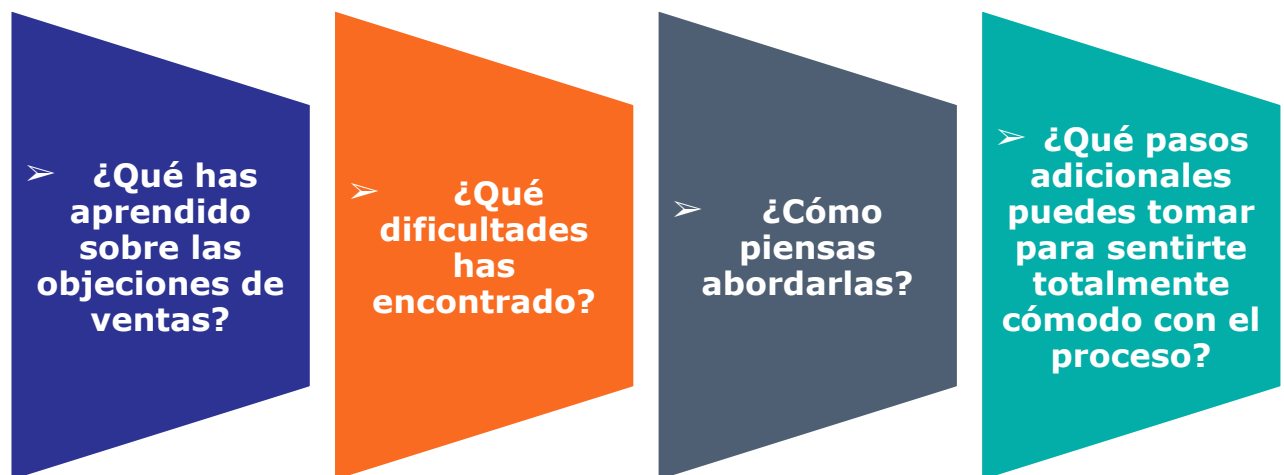 ➢ ¿Qué has
aprendido
sobre las
objeciones de
ventas?
➢ ¿Qué
dificultades
has
encontrado?
➢ ¿Cómo
piensas
abordarlas?
➢ ¿Qué pasos
adicionales
puedes tomar
para sentirte
totalmente
cómodo con el
proceso?